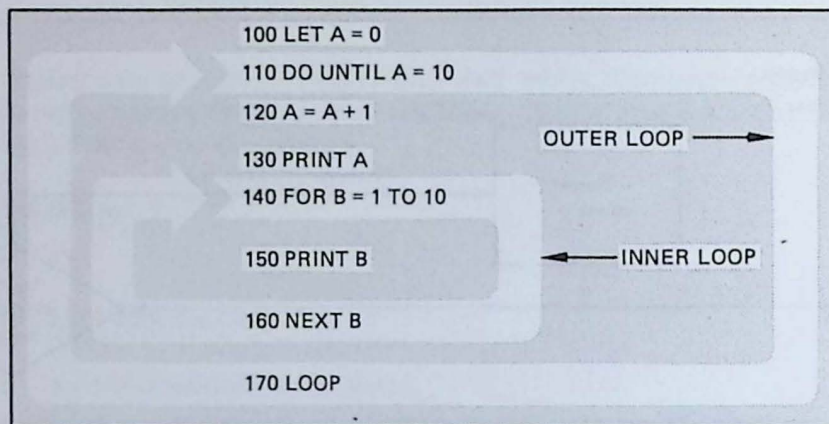 100 LET A = 0
110 DO UNTIL A = 10
120 A = A + 1
OUTER LOOP
130 PRINT A
140 FOR B = 1 TO 10
150 PRINT B
INNER LOOP
160 NEXT B
170 LOOP